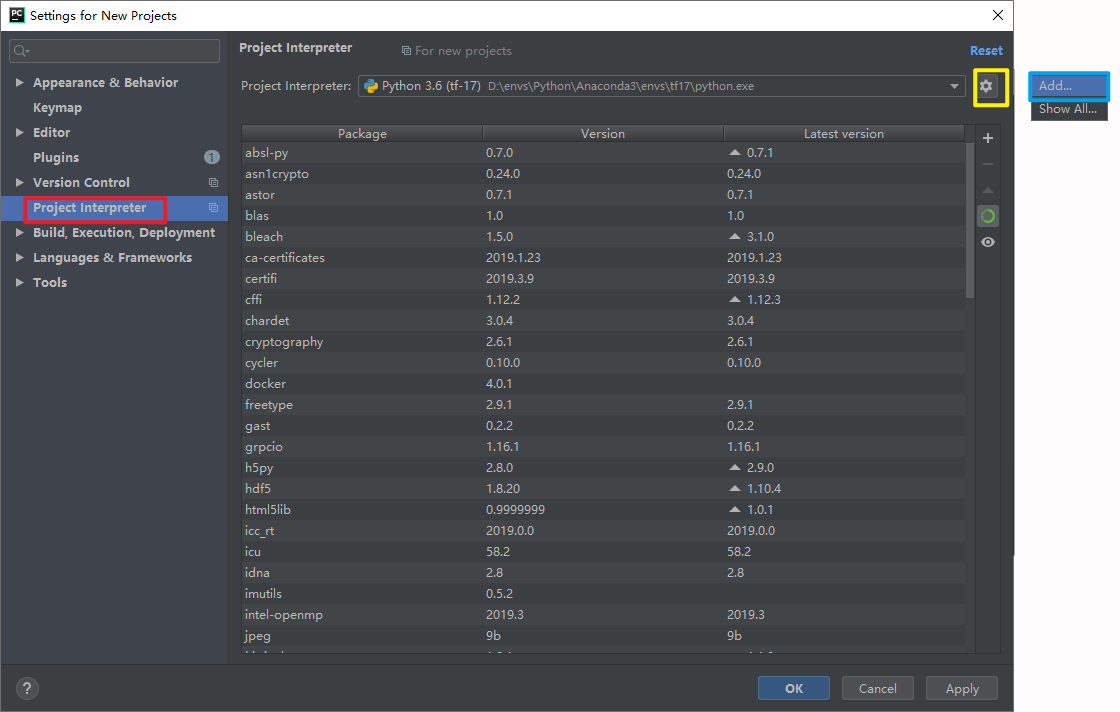 PC Settings for New Projects
Reset
Project Interpreter For new projects
Appearance & Behavior
Project Interpreter: Python 3.6 (tf-17) D:\envs\Python\Anaconda3\envs\tf17\python.exe
Add...
Show All...
Keymap
Editor
Plugins 1
Version Control
Project Interpreter
Build, Execution, Deployment
Languages & Frameworks
Tools
Package Version Latest version
absl-py 0.7.0 0.7.1
asn1crypto 0.24.0 0.24.0
astor 0.7.1 0.7.1
blas 1.0 1.0
bleach 1.5.0 3.1.0
ca-certificates 2019.1.23 2019.1.23
certifi 2019.3.9 2019.3.9
cffi 1.12.2 1.12.3
chardet 3.0.4 3.0.4
cryptography 2.6.1 2.6.1
cycler 0.10.0 0.10.0
docker 4.0.1
freetype 2.9.1 2.9.1
gast 0.2.2 0.2.2
grpcio 1.16.1 1.16.1
h5py 2.8.0 2.9.0
hdf5 1.8.20 1.10.4
html5lib 0.9999999 1.0.1
icc_rt 2019.0.0 2019.0.0
icu 58.2 58.2
idna 2.8 2.8
imutils 0.5.2
intel-openmp 2019.3 2019.3
jpeg 9b 9b
? OK Cancel Apply